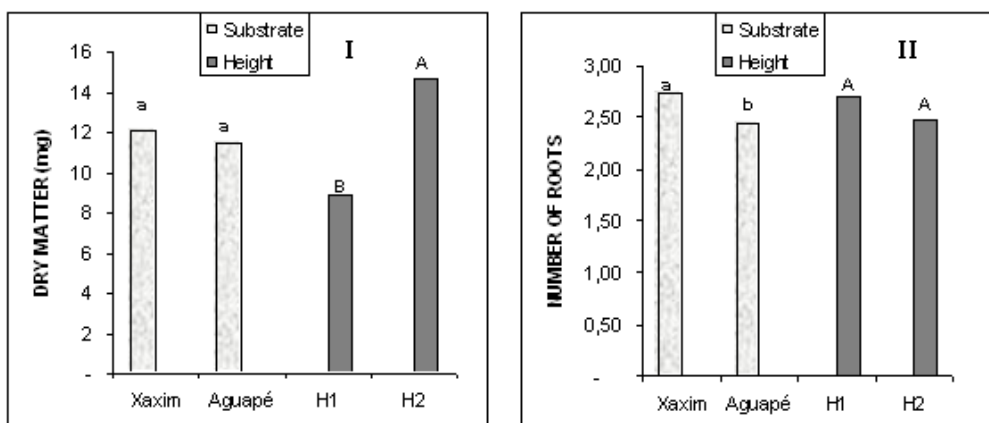 Substrate
Height
I
DRY MATTER (mg)
16
14
12
10
8
6
4
2
-
a
a
B
A
Xaxim
Aguapé
H1
H2
Substrate
Height
II
NUMBER OF ROOTS
3,00
2,50
2,00
1,50
1,00
0,50
-
a
b
A
A
Xaxim
Aguapé
H1
H2